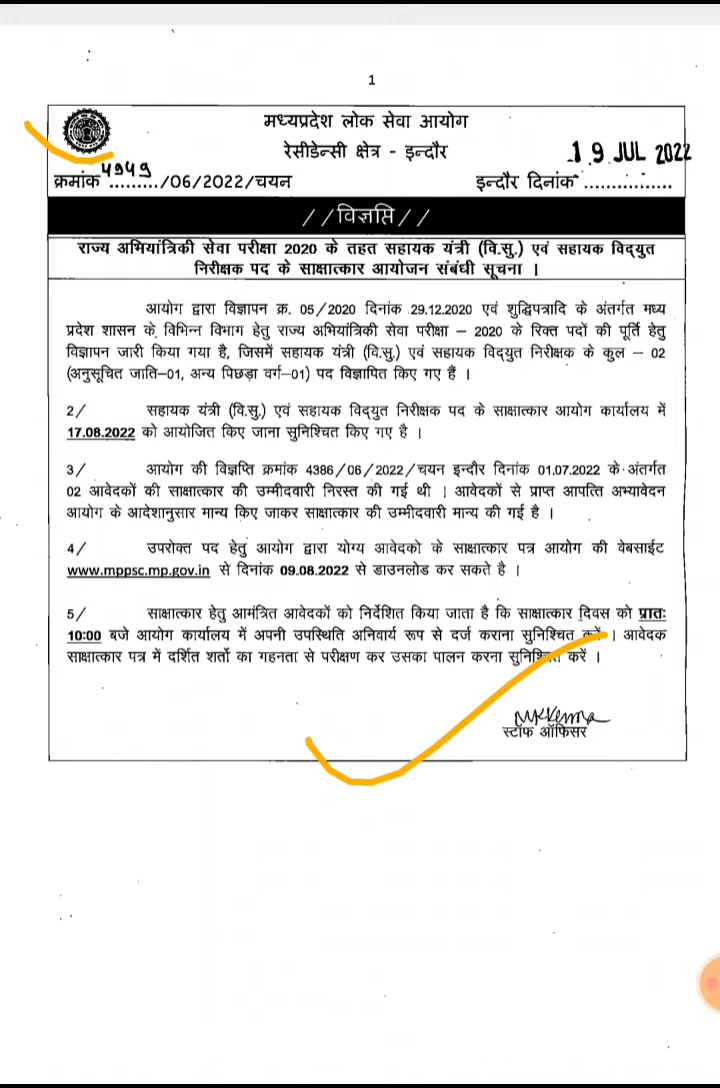 1
मध्यप्रदेश लोक सेवा आयोग
रेसीडेन्सी क्षेत्र - इन्दौर
19 JUL 2022
क्रमांक ५९४९ ........./06/2022/चयन
इन्दौर दिनांक ................
//विज्ञप्ति//
राज्य अभियांत्रिकी सेवा परीक्षा 2020 के तहत सहायक यंत्री (वि.सु.) एवं सहायक विद्युत
निरीक्षक पद के साक्षात्कार आयोजन संबंधी सूचना ।
आयोग द्वारा विज्ञापन क्र. 05/2020 दिनांक 29.12.2020 एवं शुद्धिपत्रादि के अंतर्गत मध्य
प्रदेश शासन के विभिन्न विभाग हेतु राज्य अभियांत्रिकी सेवा परीक्षा – 2020 के रिक्त पदों की पूर्ति हेतु
विज्ञापन जारी किया गया है, जिसमें सहायक यंत्री (वि.सु.) एवं सहायक विद्युत निरीक्षक के कुल – 02
(अनुसूचित जाति–01, अन्य पिछड़ा वर्ग–01) पद विज्ञापित किए गए हैं ।
2/ सहायक यंत्री (वि.सु.) एवं सहायक विद्युत निरीक्षक पद के साक्षात्कार आयोग कार्यालय में
17.08.2022 को आयोजित किए जाना सुनिश्चित किए गए है ।
3/ आयोग की विज्ञप्ति क्रमांक 4386/06/2022/चयन इन्दौर दिनांक 01.07.2022 के अंतर्गत
02 आवेदकों की साक्षात्कार की उम्मीदवारी निरस्त की गई थी । आवेदकों से प्राप्त आपत्ति अभ्यावेदन
आयोग के आदेशानुसार मान्य किए जाकर साक्षात्कार की उम्मीदवारी मान्य की गई है ।
4/ उपरोक्त पद हेतु आयोग द्वारा योग्य आवेदको के साक्षात्कार पत्र आयोग की वेबसाईट
www.mppsc.mp.gov.in से दिनांक 09.08.2022 से डाउनलोड कर सकते है ।
5/ साक्षात्कार हेतु आमंत्रित आवेदकों को निर्देशित किया जाता है कि साक्षात्कार दिवस को प्रातः
10:00 बजे आयोग कार्यालय में अपनी उपस्थिति अनिवार्य रूप से दर्ज कराना सुनिश्चित करें । आवेदक
साक्षात्कार पत्र में दर्शित शर्तो का गहनता से परीक्षण कर उसका पालन करना सुनिश्चित करें ।
स्टॉफ ऑफिसर